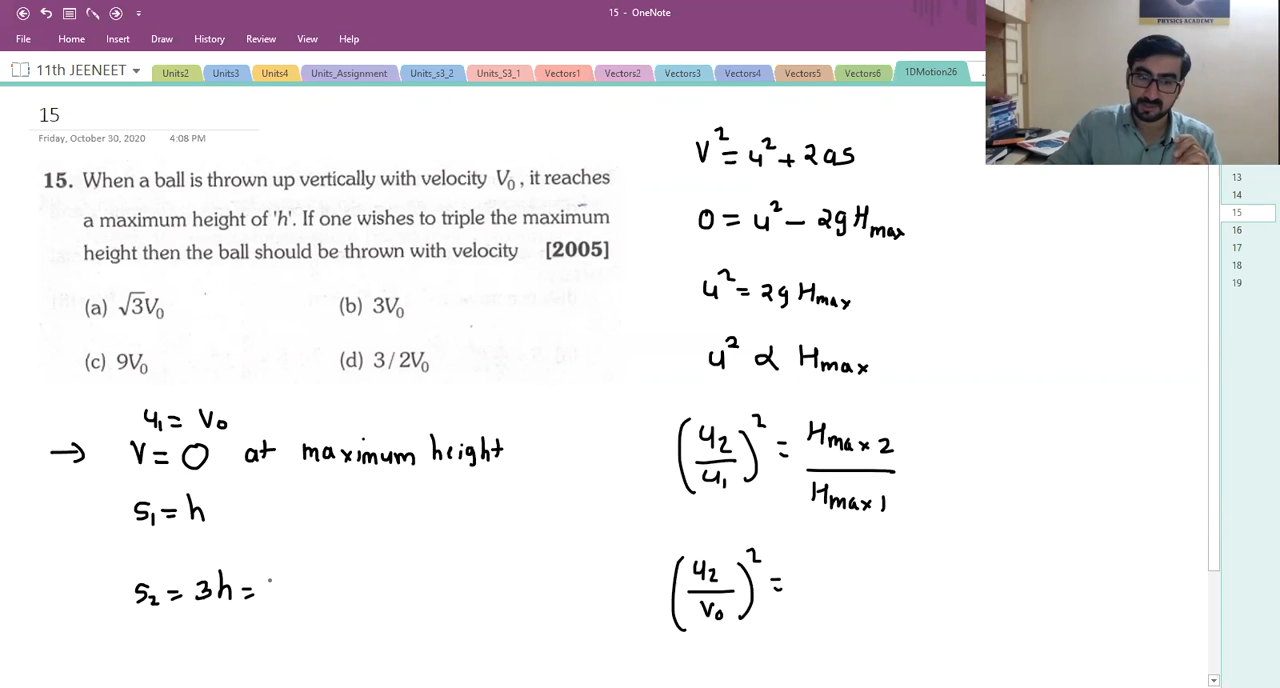 15 - OneNote
File Home Insert Draw History Review View Help
11th JEENEET Units2 Units3 Units4 Units_Assignment Units_s3_2 Units_S3_1 Vectors1 Vectors2 Vectors3 Vectors4 Vectors5 Vectors6 1DMotion26 ...
PHYSICS ACADEMY
15
Friday, October 30, 2020 4:08 PM
15. When a ball is thrown up vertically with velocity V₀, it reaches
a maximum height of 'h'. If one wishes to triple the maximum
height then the ball should be thrown with velocity [2005]
(a) √3V₀ (b) 3V₀
(c) 9V₀ (d) 3/2V₀
u₁ = v₀
→ v = 0 at maximum height
s₁ = h
s₂ = 3h =
v² = u² + 2as
0 = u² - 2gHmax
u² = 2gHmax
u² ∝ Hmax
(u₂/u₁)² = Hmax2/Hmax1
(u₂/v₀)² =
13
14
15
16
17
18
19